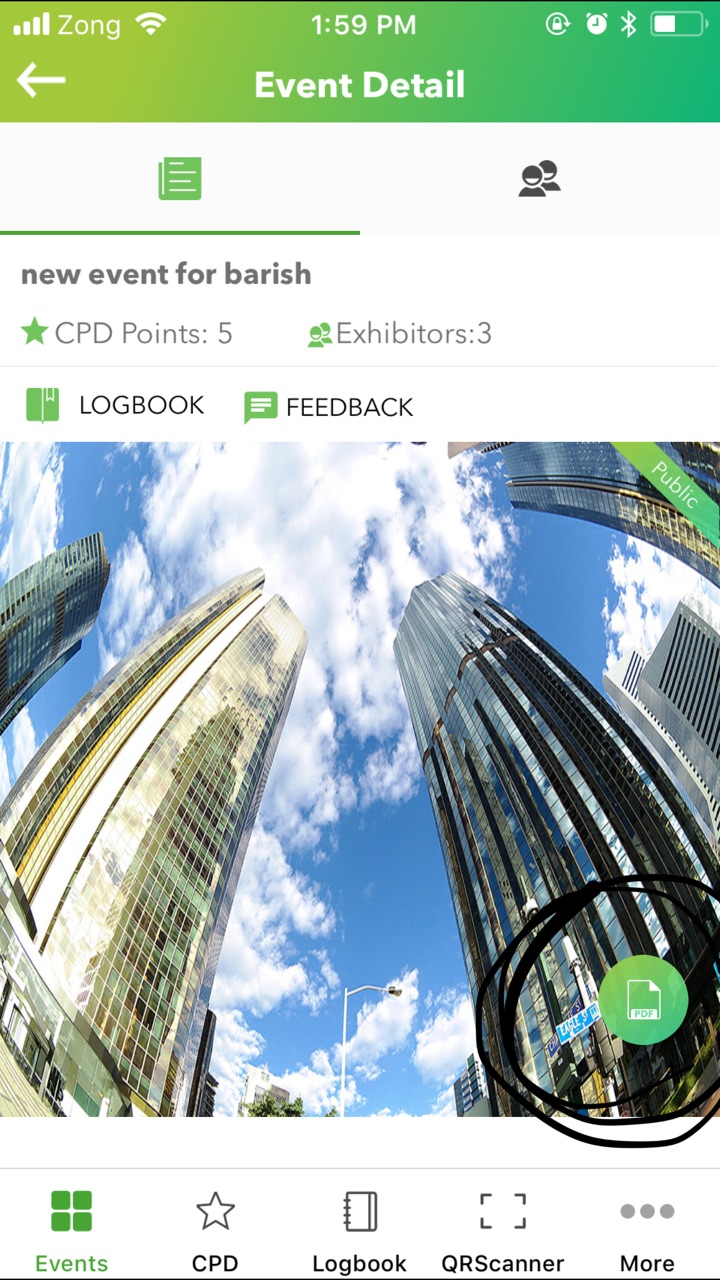 Zong 1:59 PM
Event Detail
new event for barish
CPD Points: 5 Exhibitors:3
LOGBOOK FEEDBACK
Public
PDF
Events CPD Logbook QRScanner More